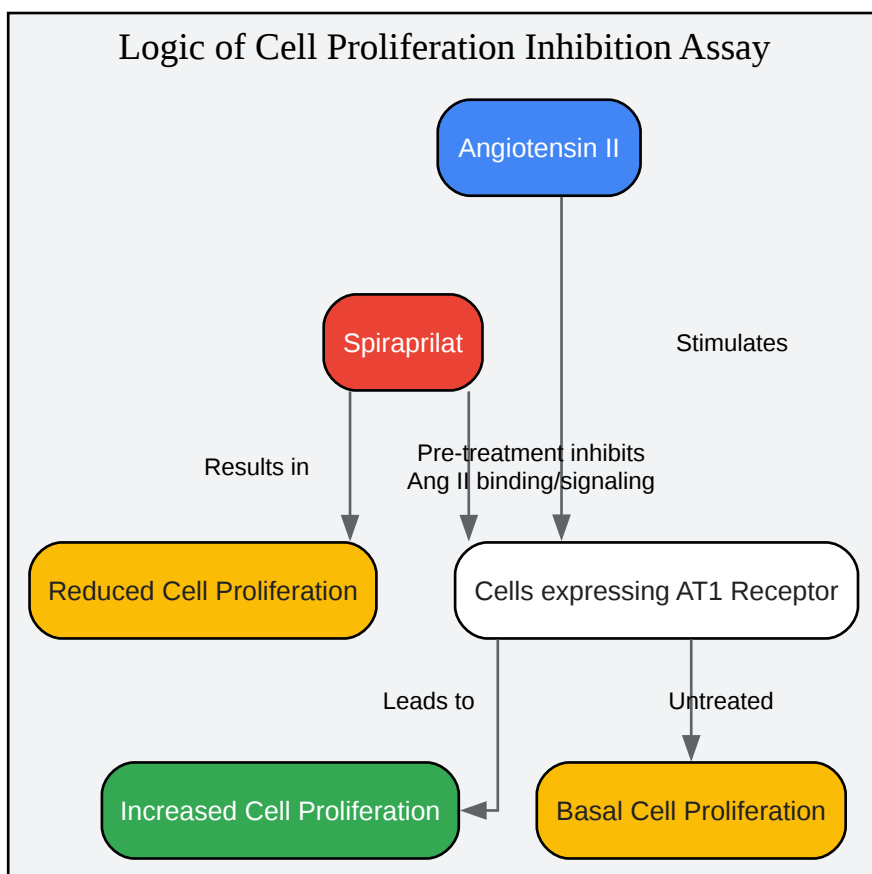 Logic of Cell Proliferation Inhibition Assay
Angiotensin II
Spiraprilat
Stimulates
Results in
Pre-treatment inhibits
Ang II binding/signaling
Reduced Cell Proliferation
Cells expressing AT1 Receptor
Leads to
Untreated
Increased Cell Proliferation
Basal Cell Proliferation